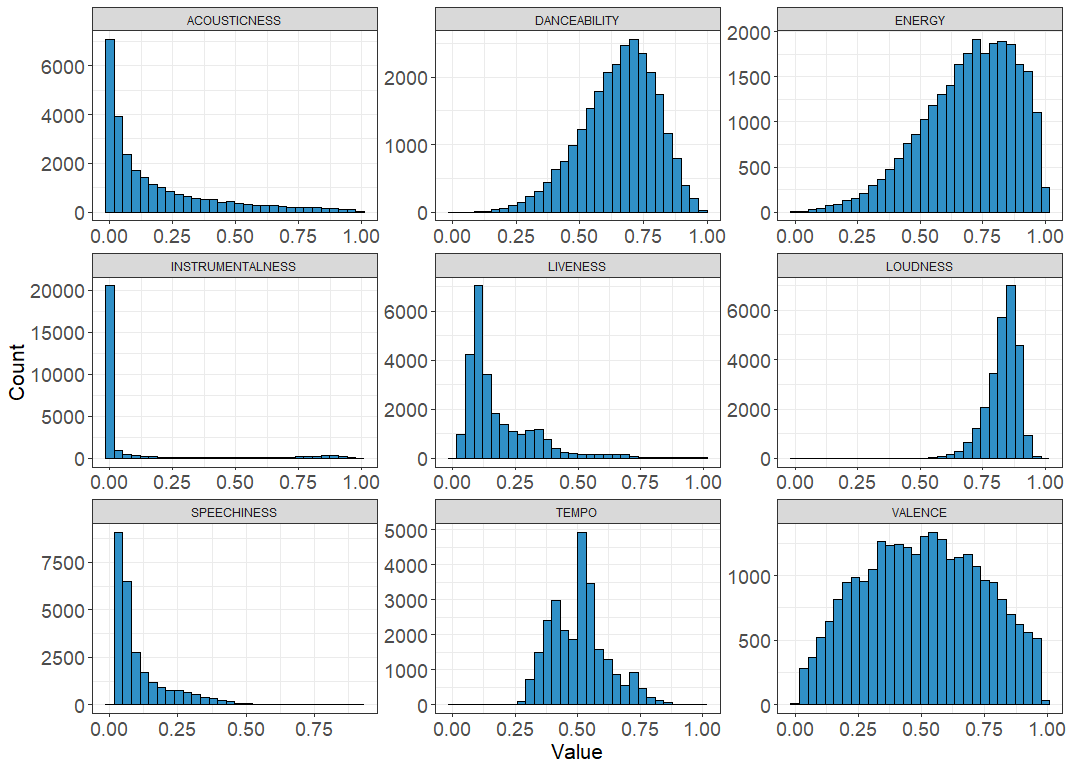 ACOUSTICNESS DANCEABILITY ENERGY
6000
4000
2000
0
0.00 0.25 0.50 0.75 1.00
2000
1000
0
0.00 0.25 0.50 0.75 1.00
2000
1500
1000
500
0
0.00 0.25 0.50 0.75 1.00
INSTRUMENTALNESS LIVENESS LOUDNESS
20000
15000
10000
5000
0
0.00 0.25 0.50 0.75 1.00
6000
4000
2000
0
0.00 0.25 0.50 0.75 1.00
6000
4000
2000
0
0.00 0.25 0.50 0.75 1.00
SPEECHINESS TEMPO VALENCE
7500
5000
2500
0
0.00 0.25 0.50 0.75
5000
4000
3000
2000
1000
0
0.00 0.25 0.50 0.75 1.00
1000
500
0
0.00 0.25 0.50 0.75 1.00
Count
Value